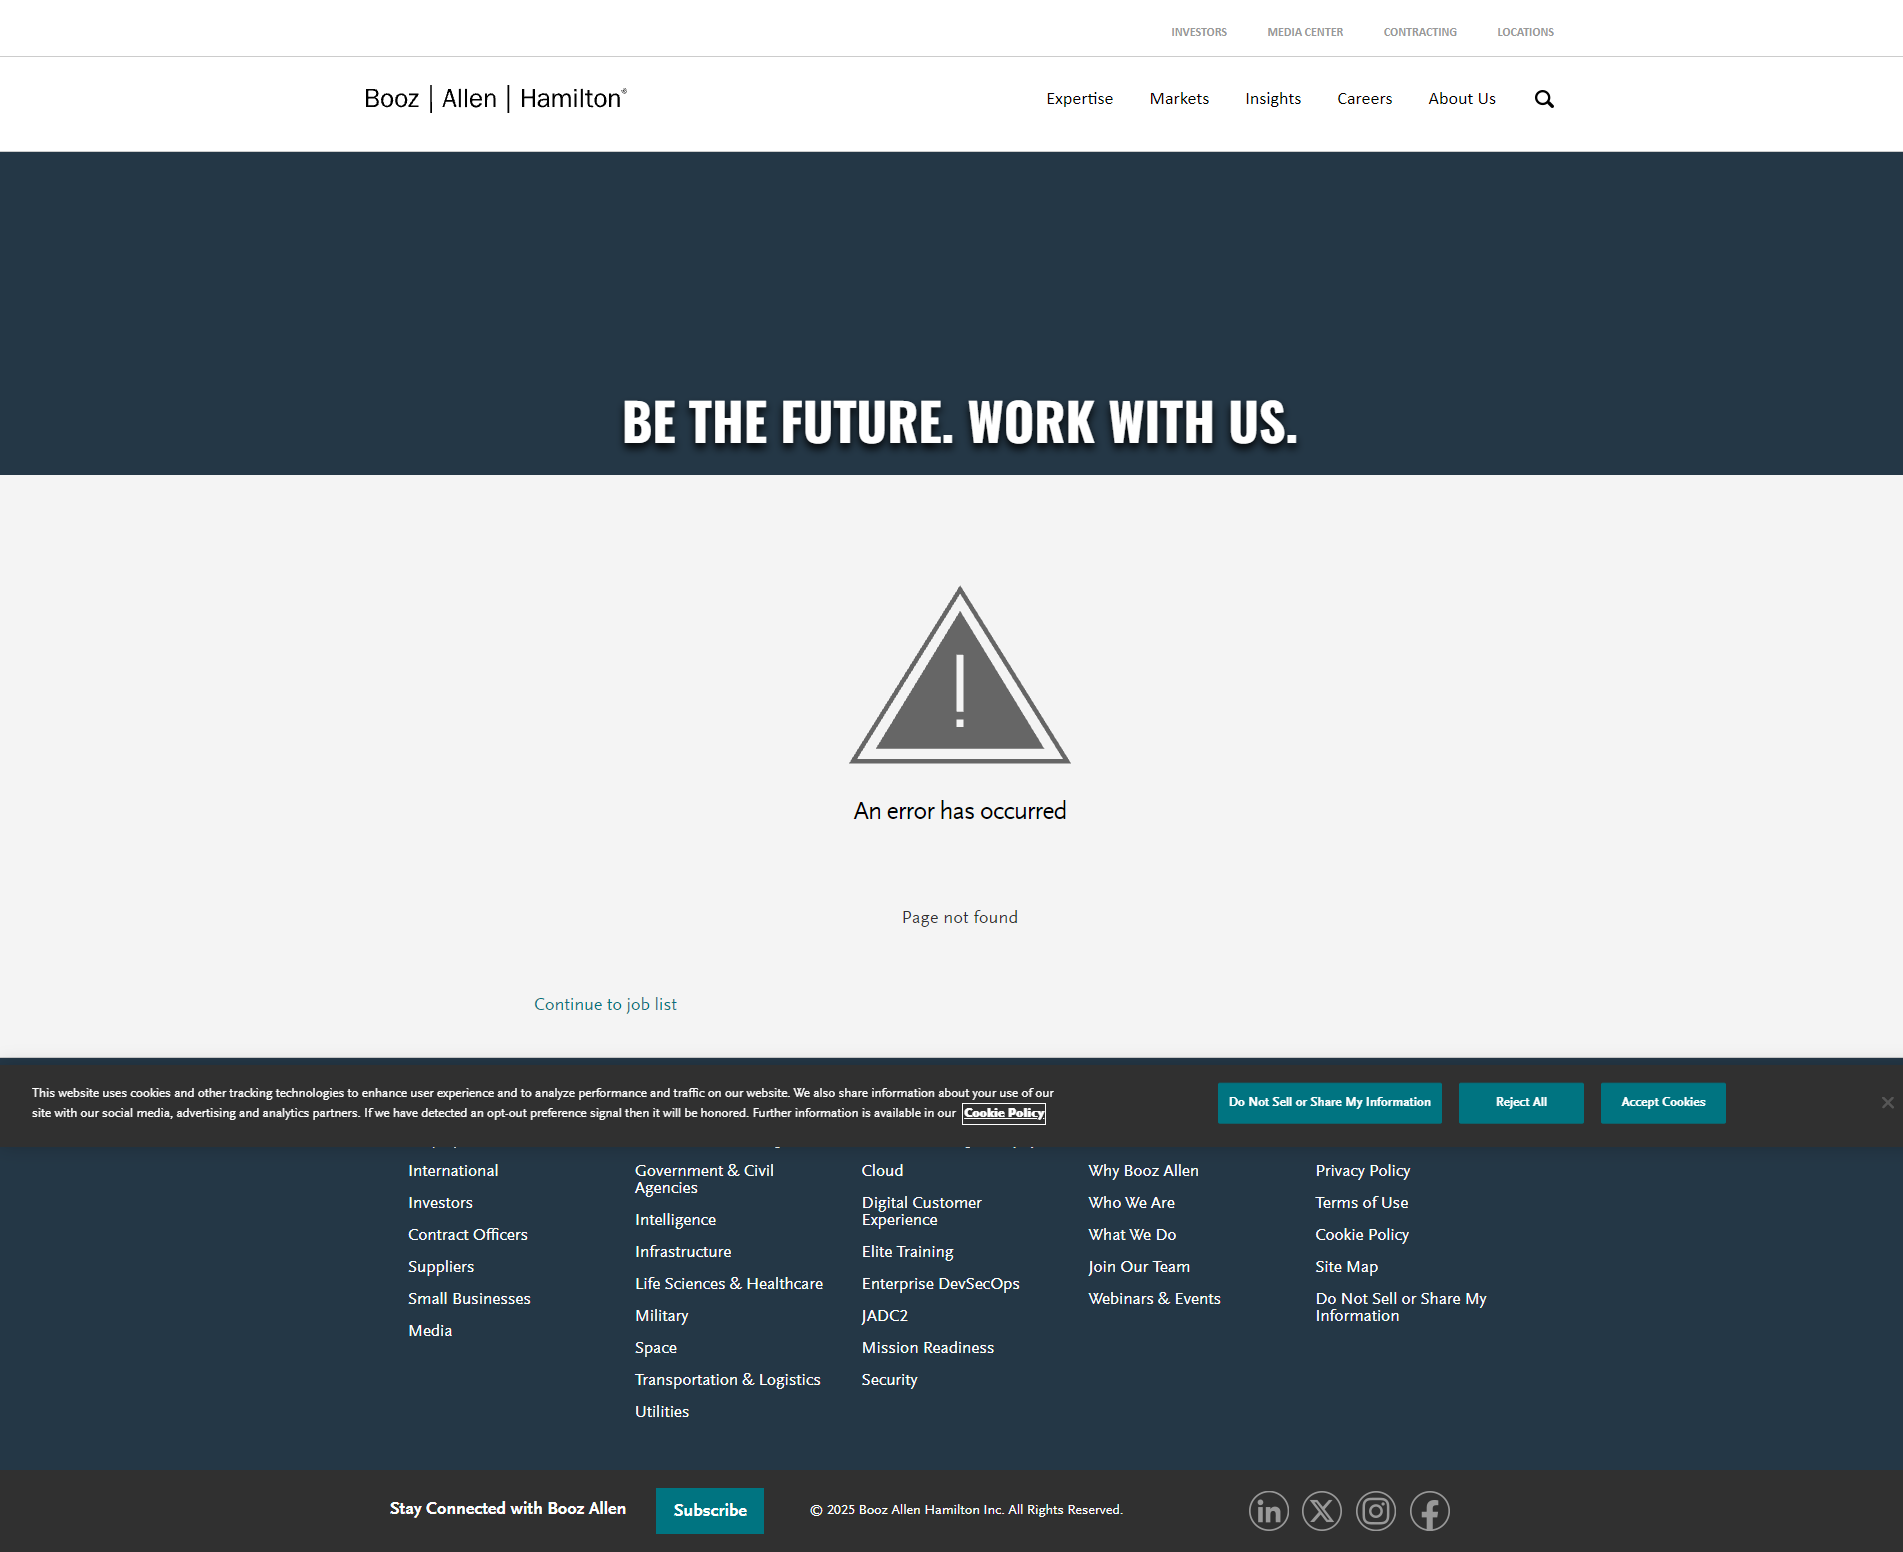 INVESTORS MEDIA CENTER CONTRACTING LOCATIONS
Booz | Allen | Hamilton®
Expertise Markets Insights Careers About Us
BE THE FUTURE. WORK WITH US.
An error has occurred
Page not found
Continue to job list
This website uses cookies and other tracking technologies to enhance user experience and to analyze performance and traffic on our website. We also share information about your use of our
site with our social media, advertising and analytics partners. If we have detected an opt-out preference signal then it will be honored. Further information is available in our Cookie Policy
Do Not Sell or Share My Information
Reject All
Accept Cookies
International
Investors
Contract Officers
Suppliers
Small Businesses
Media
Government & Civil
Agencies
Intelligence
Infrastructure
Life Sciences & Healthcare
Military
Space
Transportation & Logistics
Utilities
Cloud
Digital Customer
Experience
Elite Training
Enterprise DevSecOps
JADC2
Mission Readiness
Security
Why Booz Allen
Who We Are
What We Do
Join Our Team
Webinars & Events
Privacy Policy
Terms of Use
Cookie Policy
Site Map
Do Not Sell or Share My
Information
Stay Connected with Booz Allen
Subscribe
© 2025 Booz Allen Hamilton Inc. All Rights Reserved.